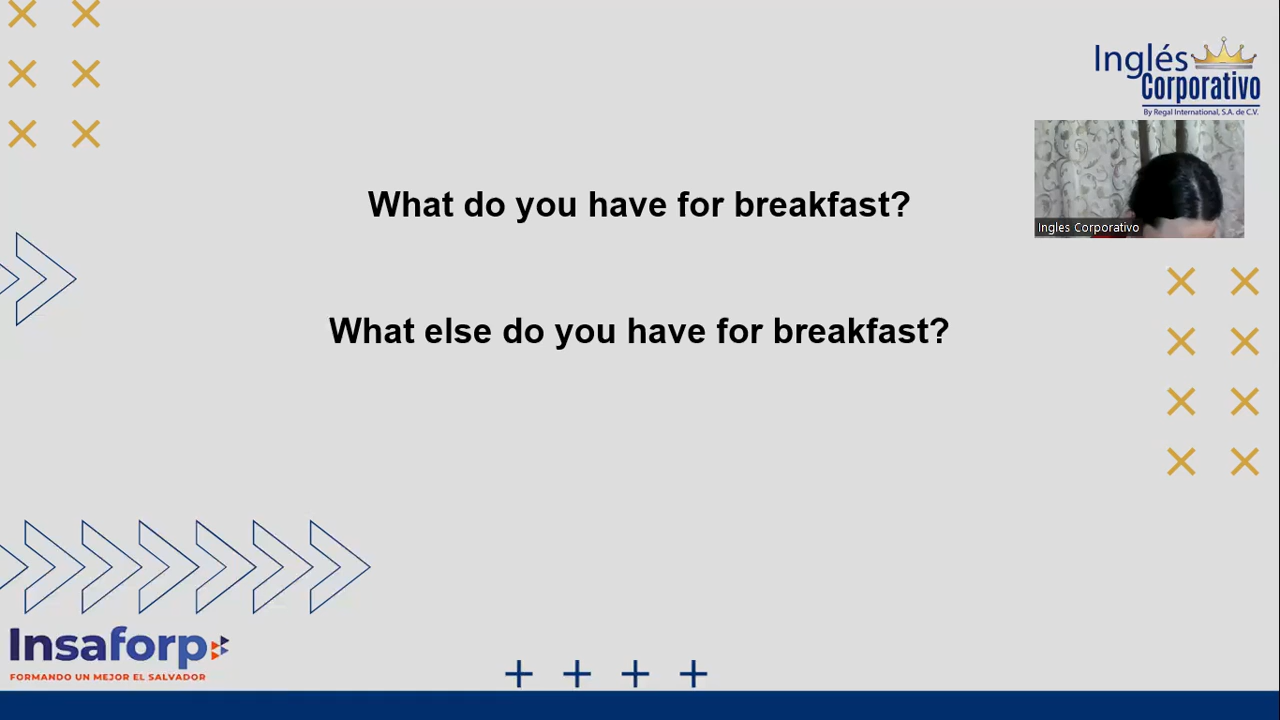 Inglés
Corporativo
By Regal International, S.A. de C.V.
What do you have for breakfast?
Ingles Corporativo
What else do you have for breakfast?
Insaforp
FORMANDO UN MEJOR EL SALVADOR